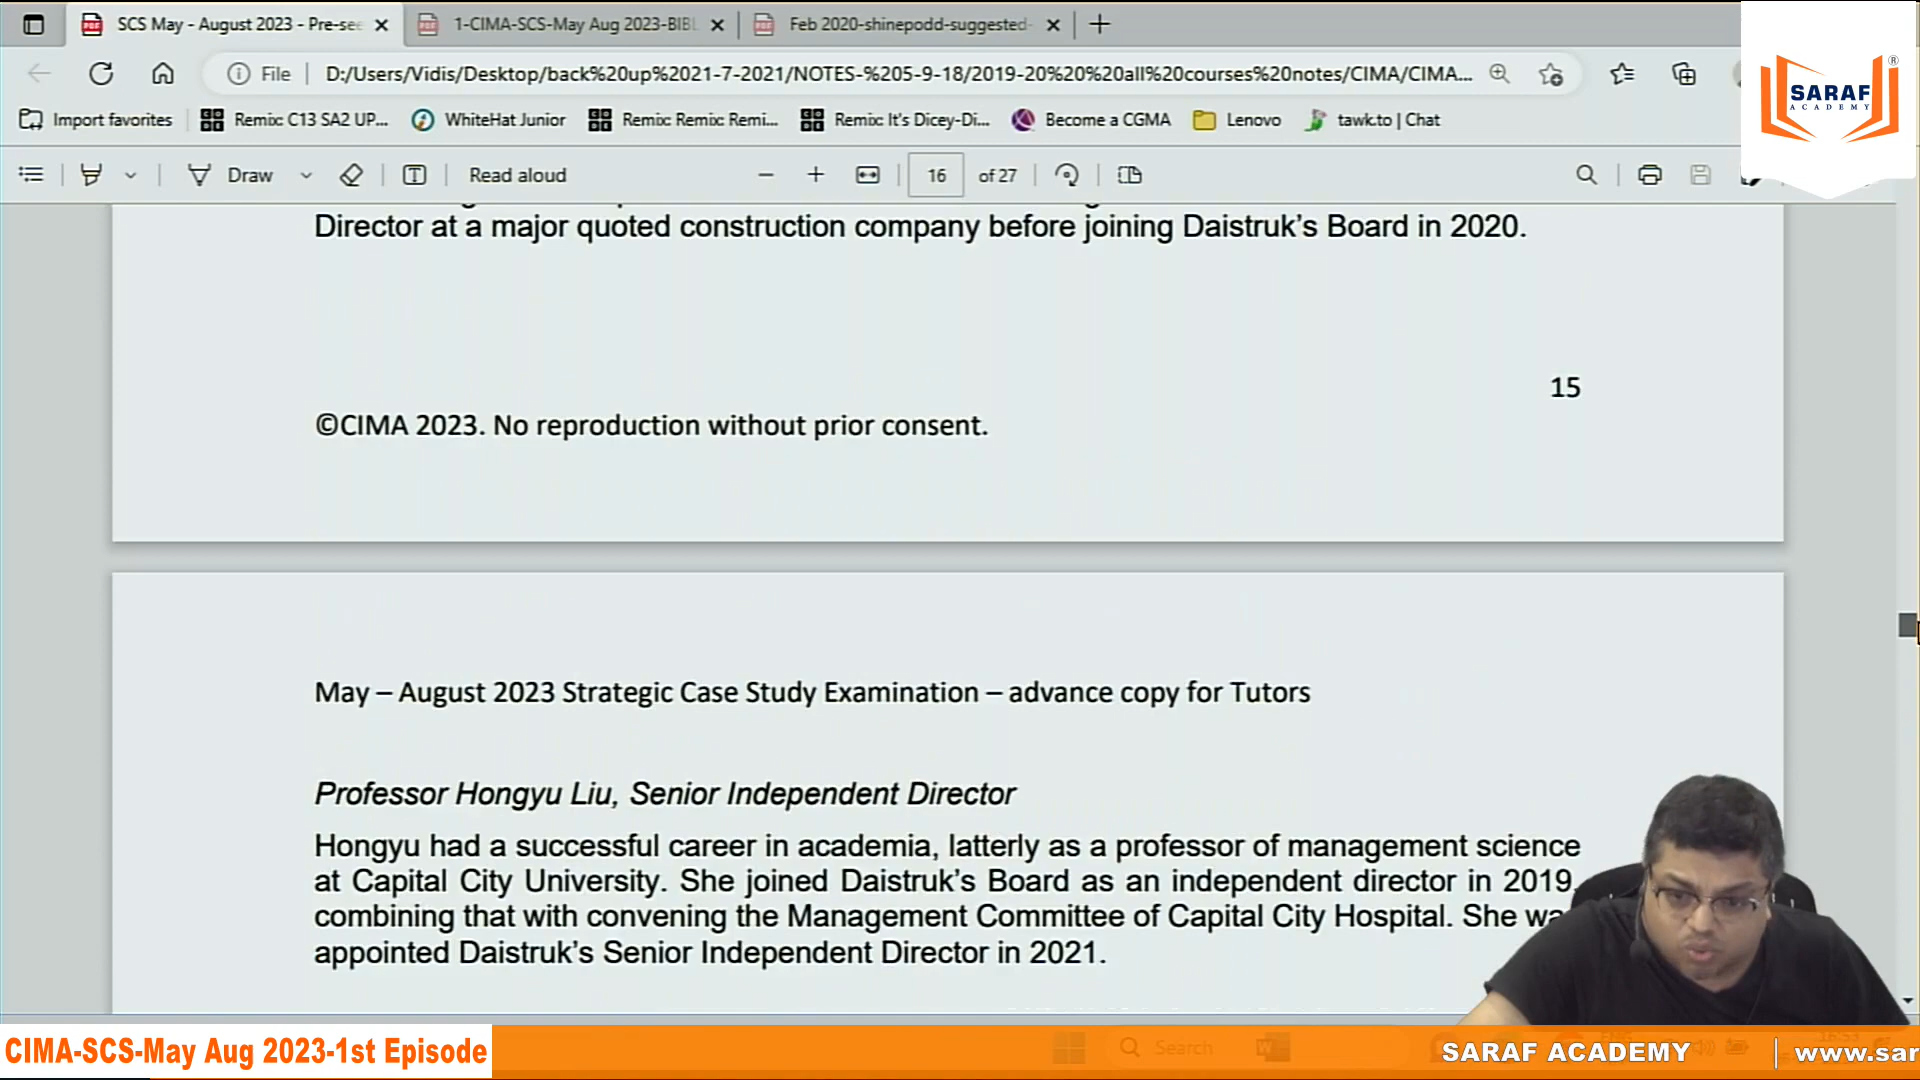 SCS May - August 2023 - Pre-see
1-CIMA-SCS-May Aug 2023-BIBL
Feb 2020-shinepodd-suggested-
File
D:/Users/Vidis/Desktop/back%20up%2021-7-2021/NOTES-%205-9-18/2019-20%20%20all%20courses%20notes/CIMA/CIMA...
SARAF
ACADEMY
®
Import favorites
Remix: C13 SA2 UP...
WhiteHat Junior
Remix: Remix Remi...
Remix: It's Dicey-Di...
Become a CGMA
Lenovo
tawk.to | Chat
Draw
Read aloud
16
of 27
Director at a major quoted construction company before joining Daistruk's Board in 2020.
15
©CIMA 2023. No reproduction without prior consent.
May – August 2023 Strategic Case Study Examination – advance copy for Tutors
Professor Hongyu Liu, Senior Independent Director
Hongyu had a successful career in academia, latterly as a professor of management science
at Capital City University. She joined Daistruk's Board as an independent director in 2019,
combining that with convening the Management Committee of Capital City Hospital. She wa
appointed Daistruk's Senior Independent Director in 2021.
CIMA-SCS-May Aug 2023-1st Episode
Search
SARAF ACADEMY
www.sar